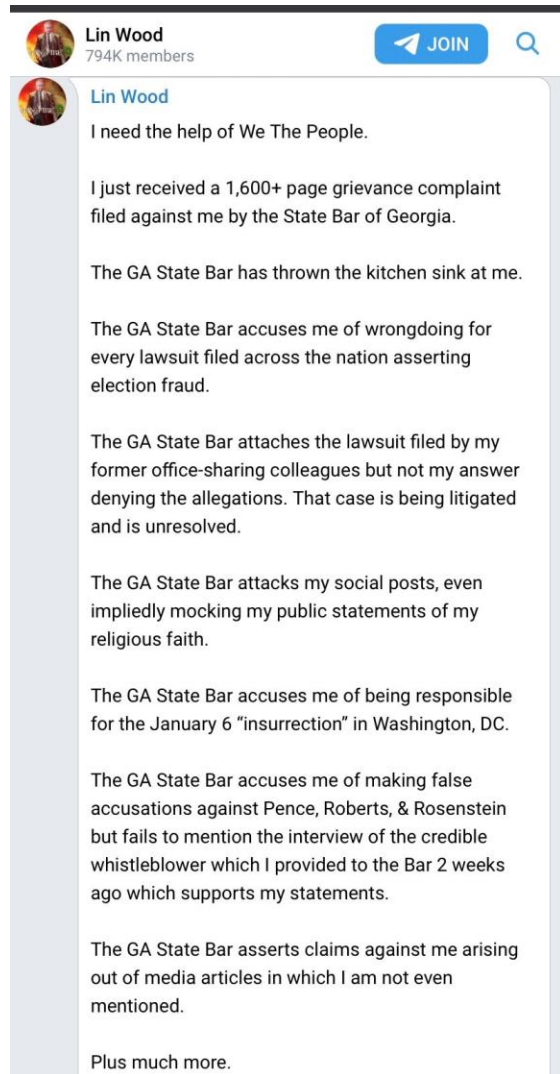 Lin Wood
794K members
JOIN
Lin Wood
I need the help of We The People.
I just received a 1,600+ page grievance complaint
filed against me by the State Bar of Georgia.
The GA State Bar has thrown the kitchen sink at me.
The GA State Bar accuses me of wrongdoing for
every lawsuit filed across the nation asserting
election fraud.
The GA State Bar attaches the lawsuit filed by my
former office-sharing colleagues but not my answer
denying the allegations. That case is being litigated
and is unresolved.
The GA State Bar attacks my social posts, even
impliedly mocking my public statements of my
religious faith.
The GA State Bar accuses me of being responsible
for the January 6 “insurrection” in Washington, DC.
The GA State Bar accuses me of making false
accusations against Pence, Roberts, & Rosenstein
but fails to mention the interview of the credible
whistleblower which I provided to the Bar 2 weeks
ago which supports my statements.
The GA State Bar asserts claims against me arising
out of media articles in which I am not even
mentioned.
Plus much more.